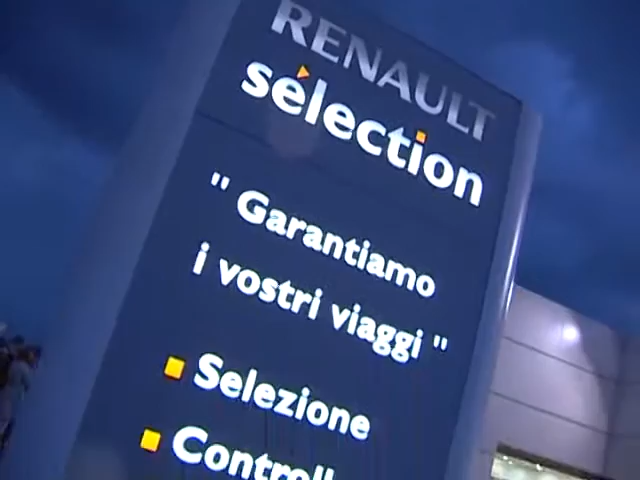 RENAULT
sélection
" Garantiamo
i vostri viaggi "
Selezione